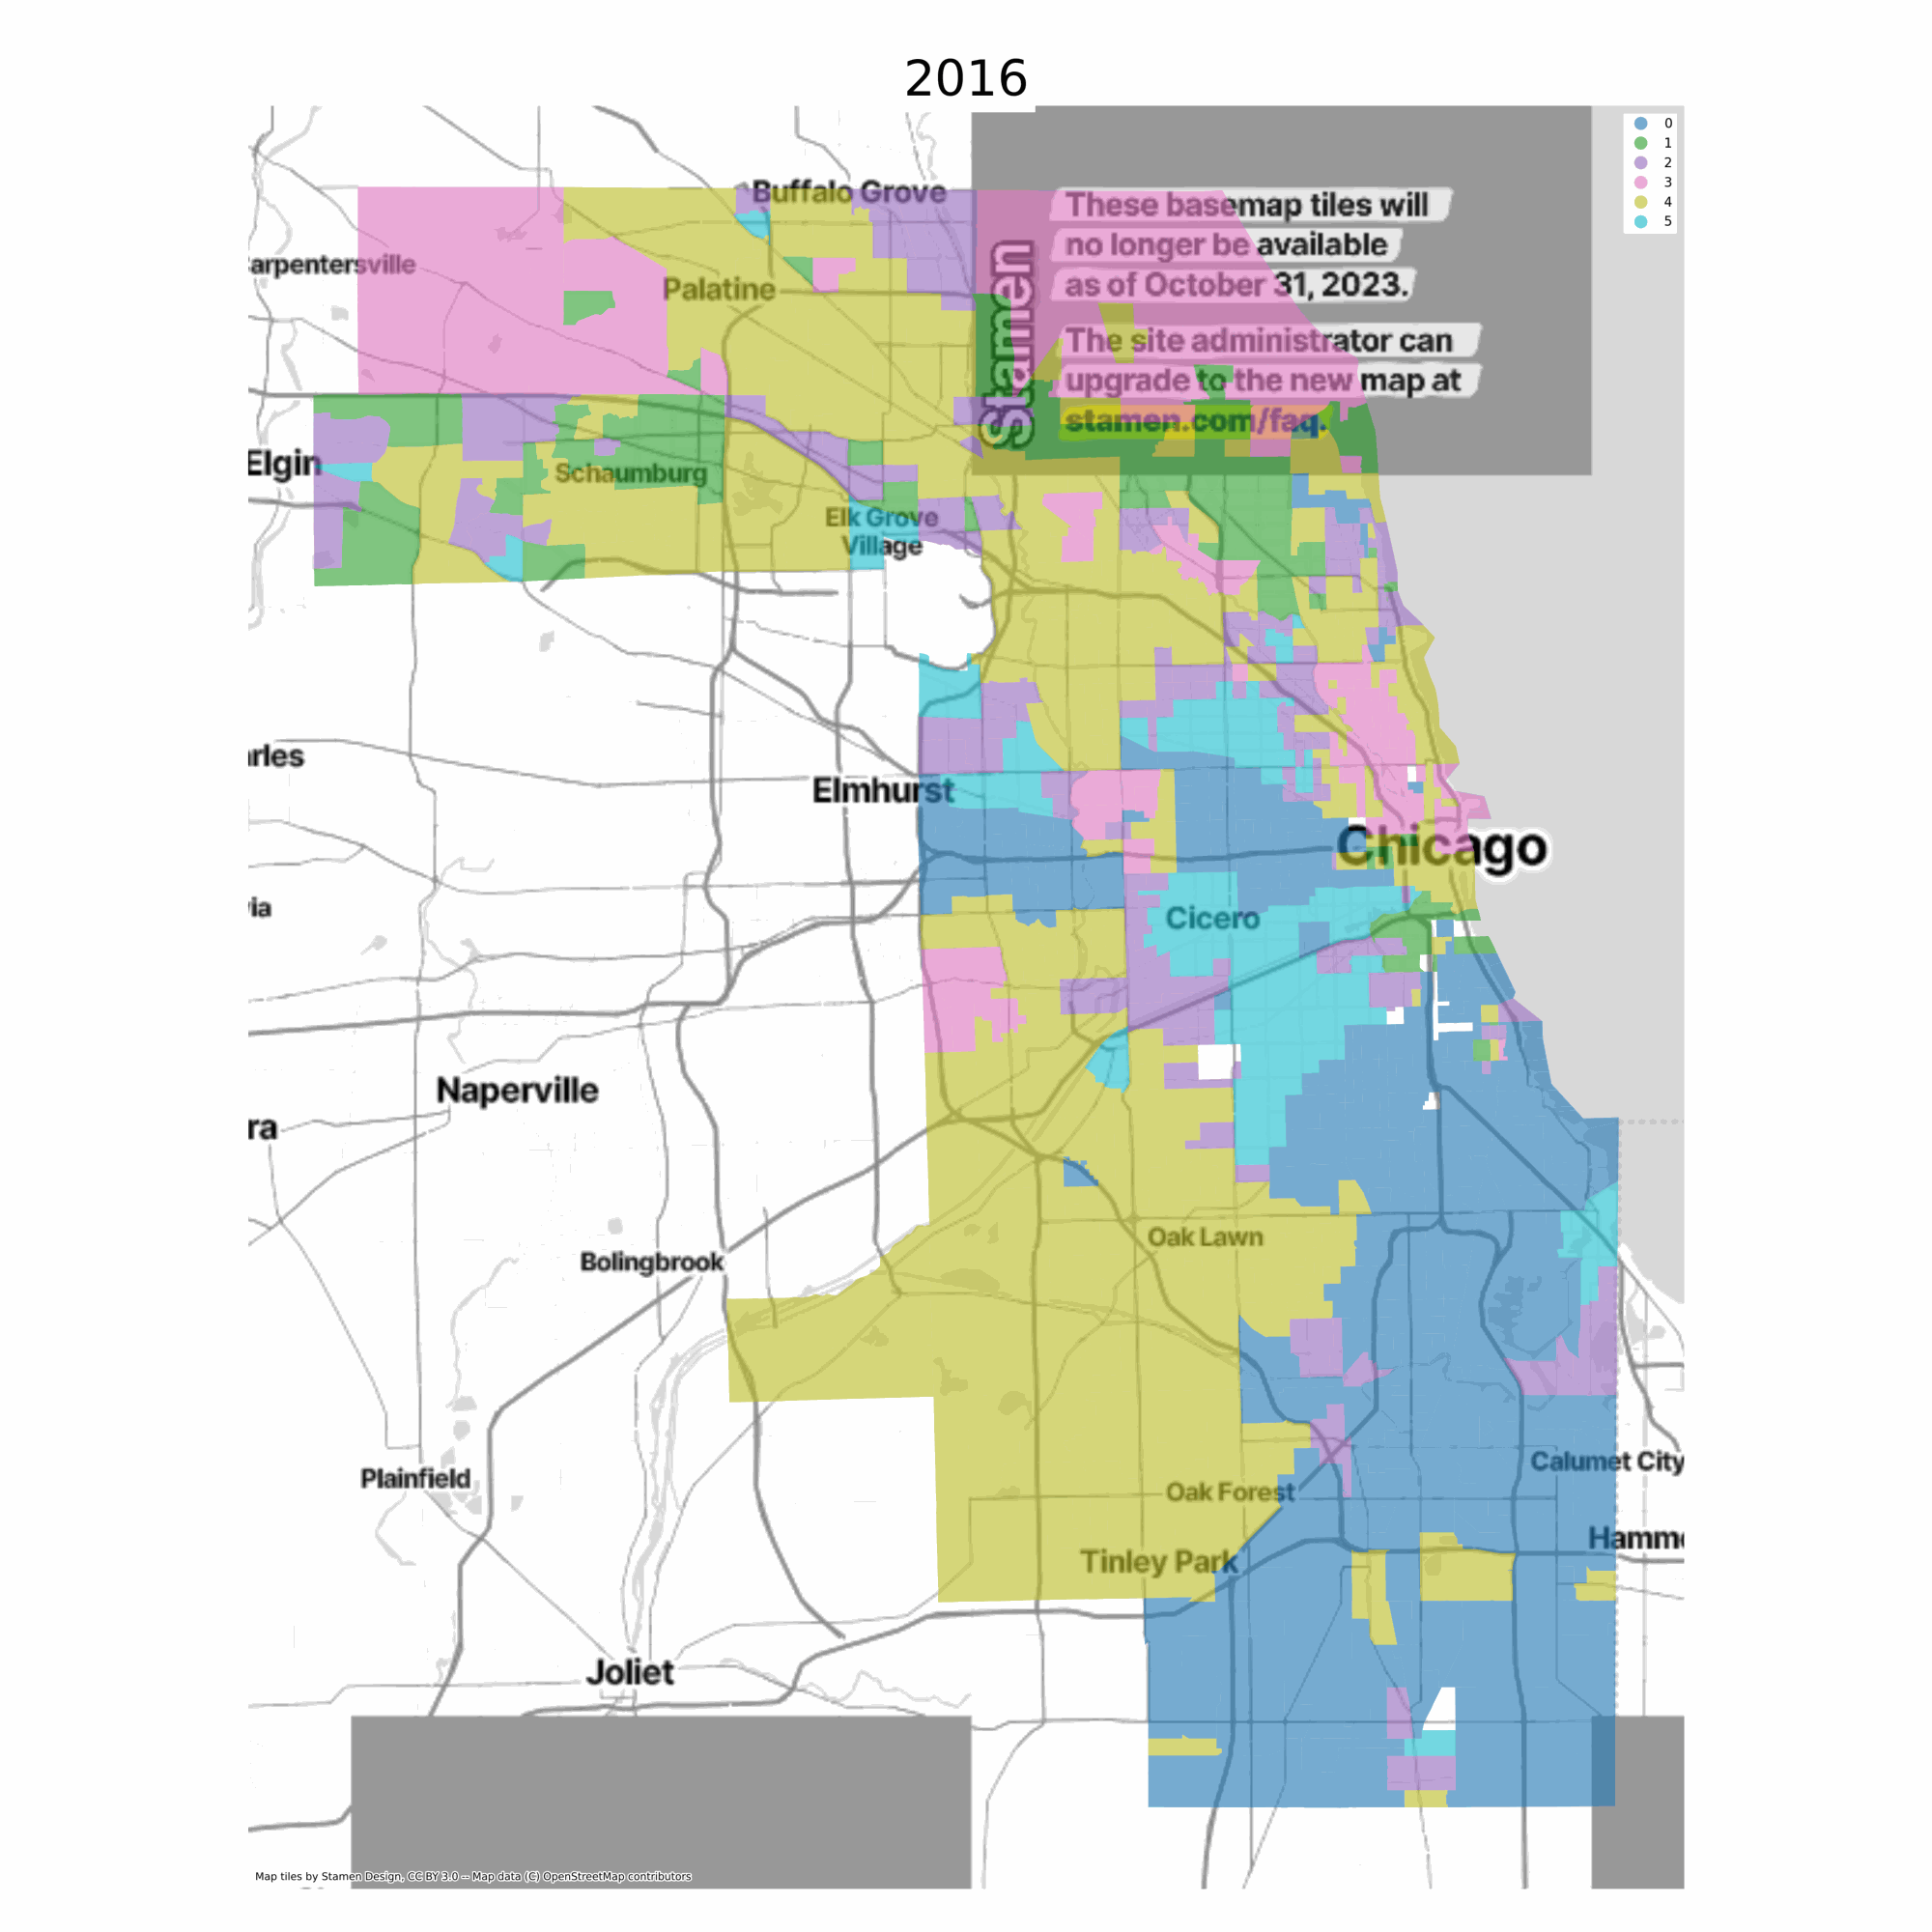 2016
0
1
2
3
4
5
Buffalo Grove
These basemap tiles will
no longer be available
as of October 31, 2023.
The site administrator can
upgrade to the new map at
stamen.com/faq.
stamen
arpentersville
Palatine
Elgin
Schaumburg
Elk Grove
Village
rles
Elmhurst
Chicago
ia
Cicero
Naperville
ra
Oak Lawn
Bolingbrook
Calumet City
Plainfield
Oak Forest
Hamm
Tinley Park
Joliet
Map tiles by Stamen Design, CC BY 3.0 -- Map data (C) OpenStreetMap contributors